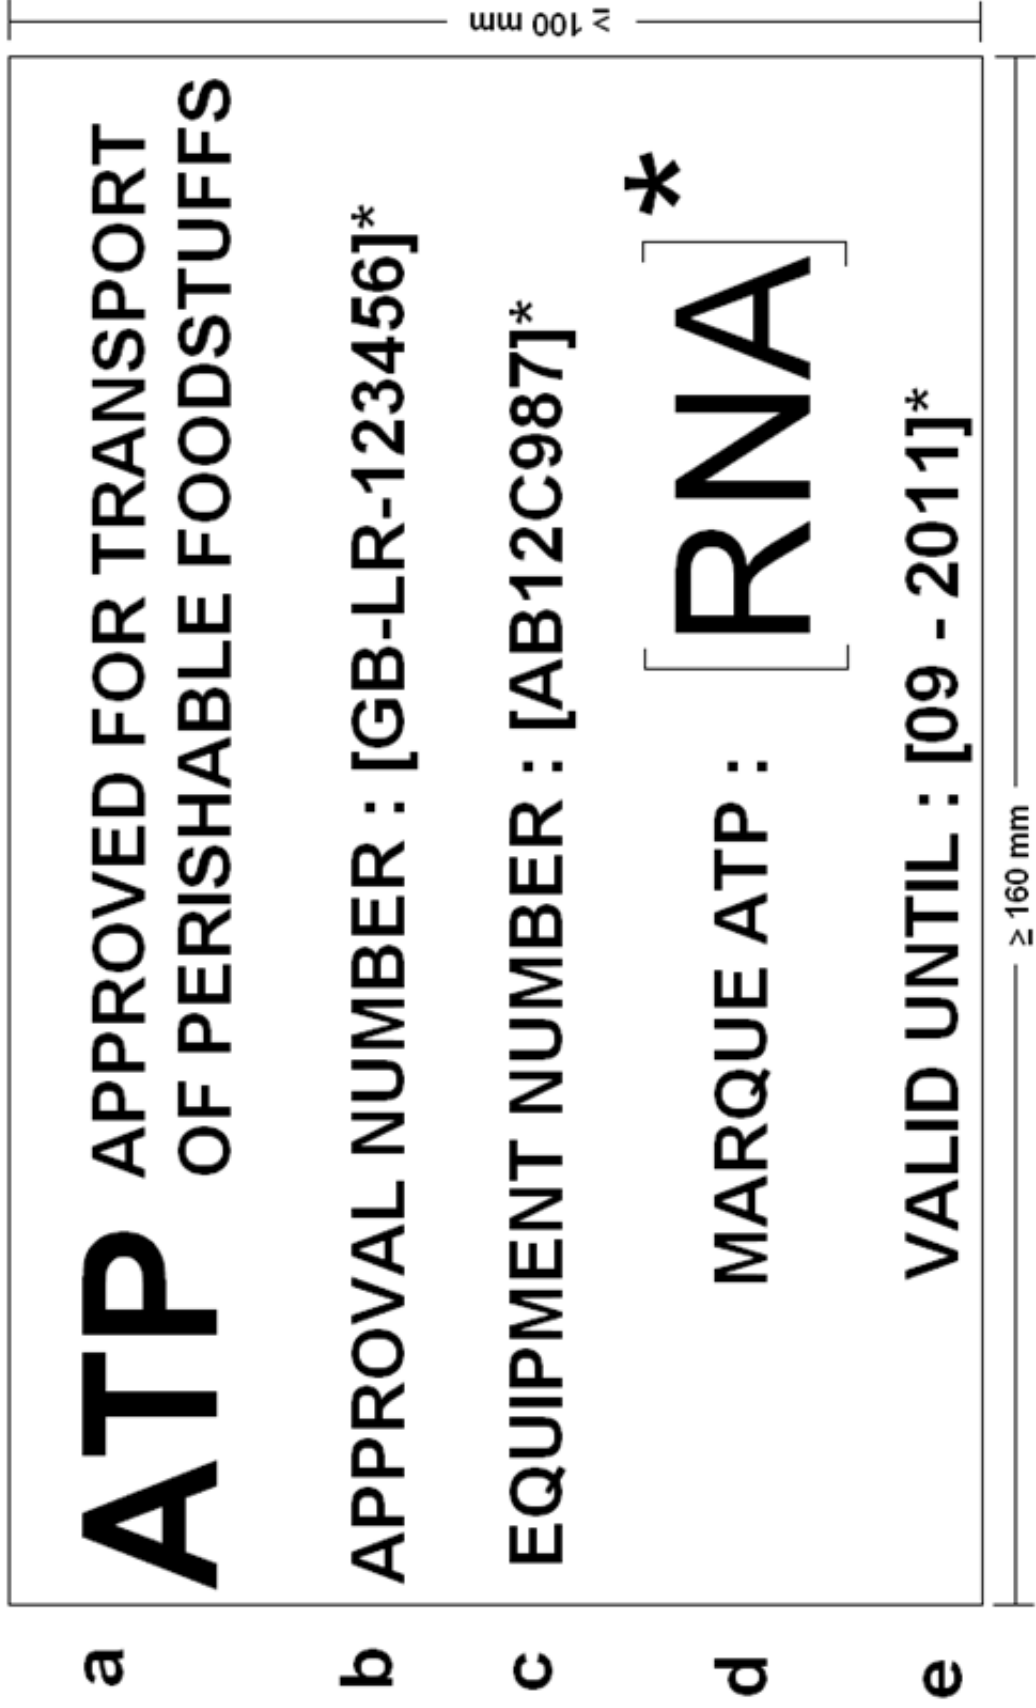 ≥ 100 mm
a ATP APPROVED FOR TRANSPORT
OF PERISHABLE FOODSTUFFS
b APPROVAL NUMBER : [GB-LR-123456]*
c EQUIPMENT NUMBER : [AB12C987]*
d MARQUE ATP : [RNA]*
e VALID UNTIL : [09 - 2011]*
≥ 160 mm